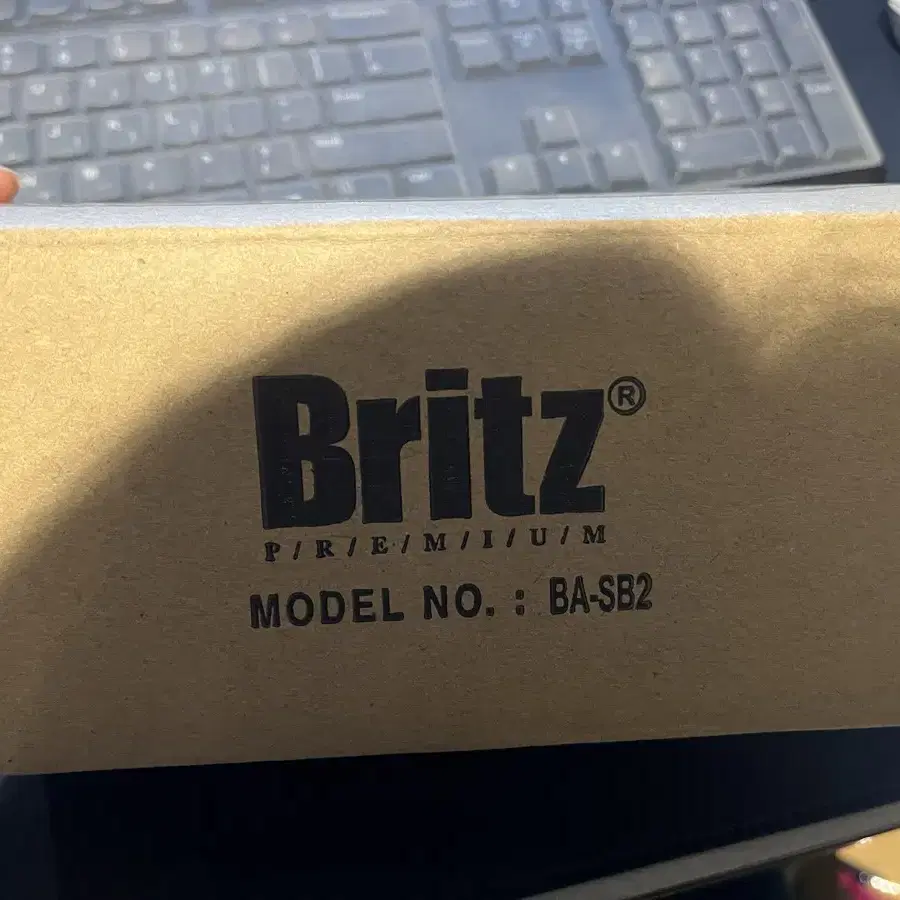 Britz®
P/R/E/M/I/U/M
MODEL NO. : BA-SB2